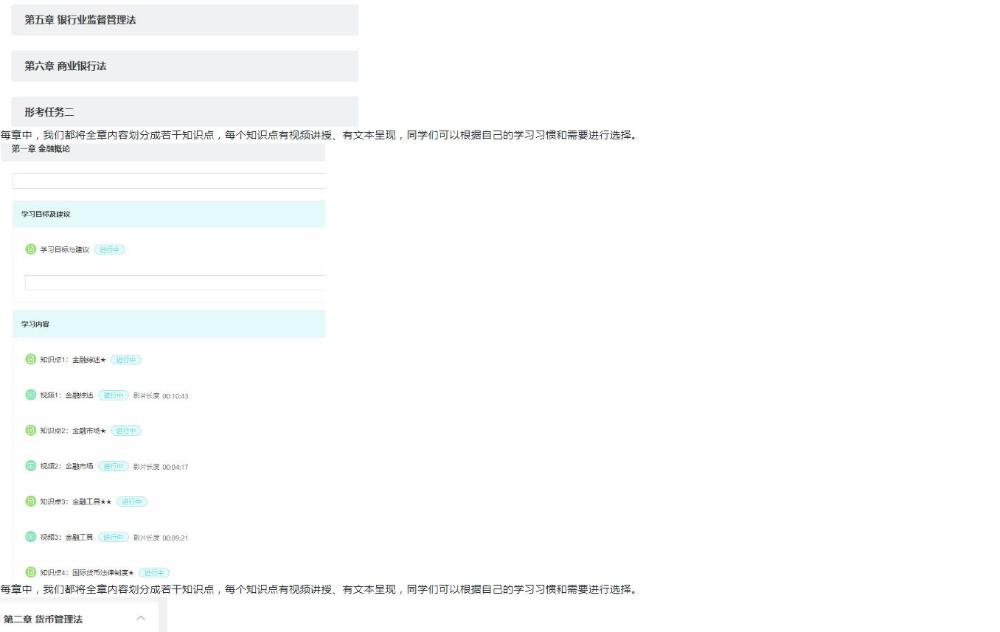 第五章 银行业监督管理法
第六章 商业银行法
形考任务二
每章中，我们都将全章内容划分成若干知识点，每个知识点有视频讲授、有文本呈现，同学们可以根据自己的学习习惯和需要进行选择。
第一章 金融概论
学习目标及建议
学习目标与建议 进行中
学习内容
知识点1：金融综述★ 进行中
视频1：金融综述 进行中 影片长度 00:10:43
知识点2：金融市场★ 进行中
视频2：金融市场 进行中 影片长度 00:04:17
知识点3：金融工具★★ 进行中
视频3：金融工具 进行中 影片长度 00:09:21
知识点4：国际货币法律制度★ 进行中
每章中，我们都将全章内容划分成若干知识点，每个知识点有视频讲授、有文本呈现，同学们可以根据自己的学习习惯和需要进行选择。
第二章 货币管理法